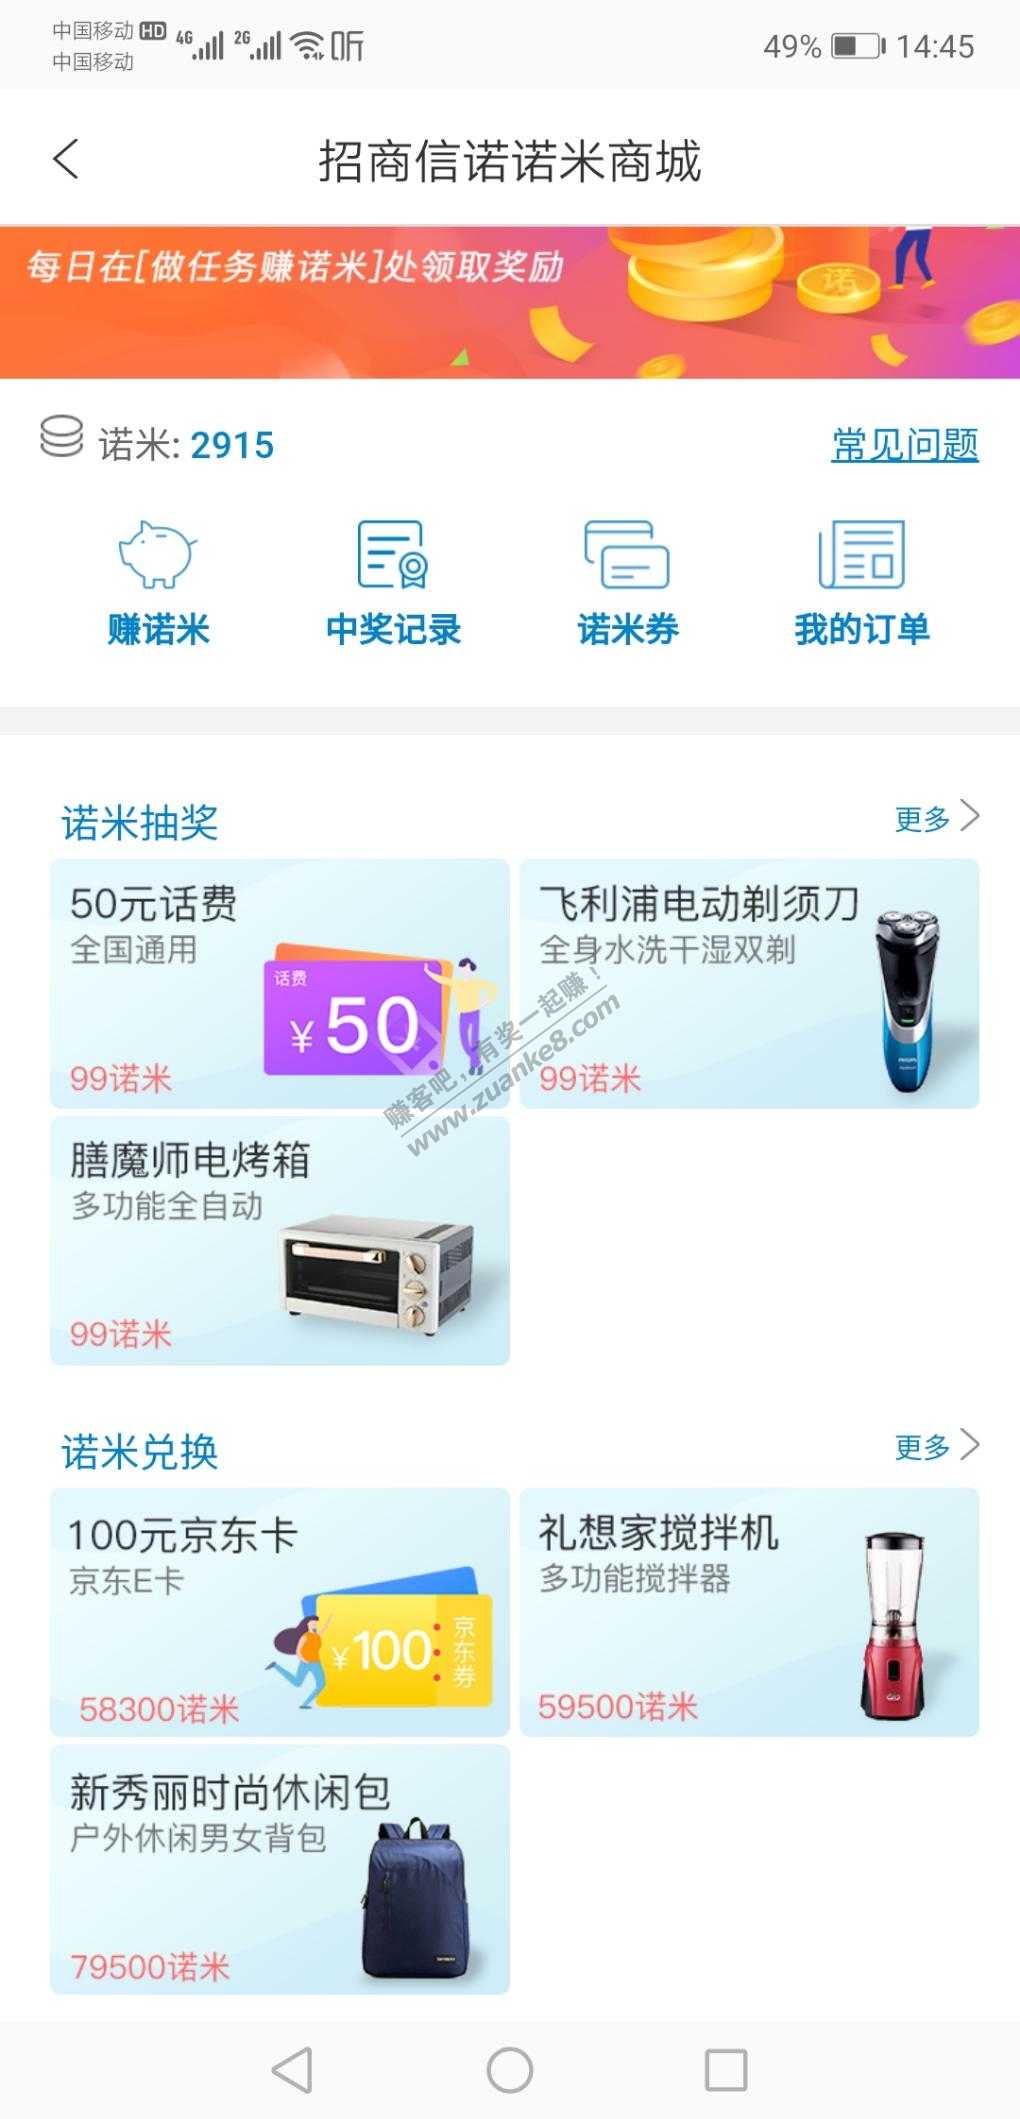 中国移动 HD 4G 2G 听 49% 14:45
中国移动
招商信诺诺米商城
每日在[做任务赚诺米]处领取奖励
诺
诺米: 2915 常见问题
赚诺米 中奖记录 诺米券 我的订单
诺米抽奖 更多
50元话费
全国通用
话费
¥50
99诺米
飞利浦电动剃须刀
全身水洗干湿双剃
99诺米
赚客吧,有奖一起赚!
www.zuanke8.com
膳魔师电烤箱
多功能全自动
99诺米
诺米兑换 更多
100元京东卡
京东E卡
¥100
京东券
58300诺米
礼想家搅拌机
多功能搅拌器
59500诺米
新秀丽时尚休闲包
户外休闲男女背包
79500诺米